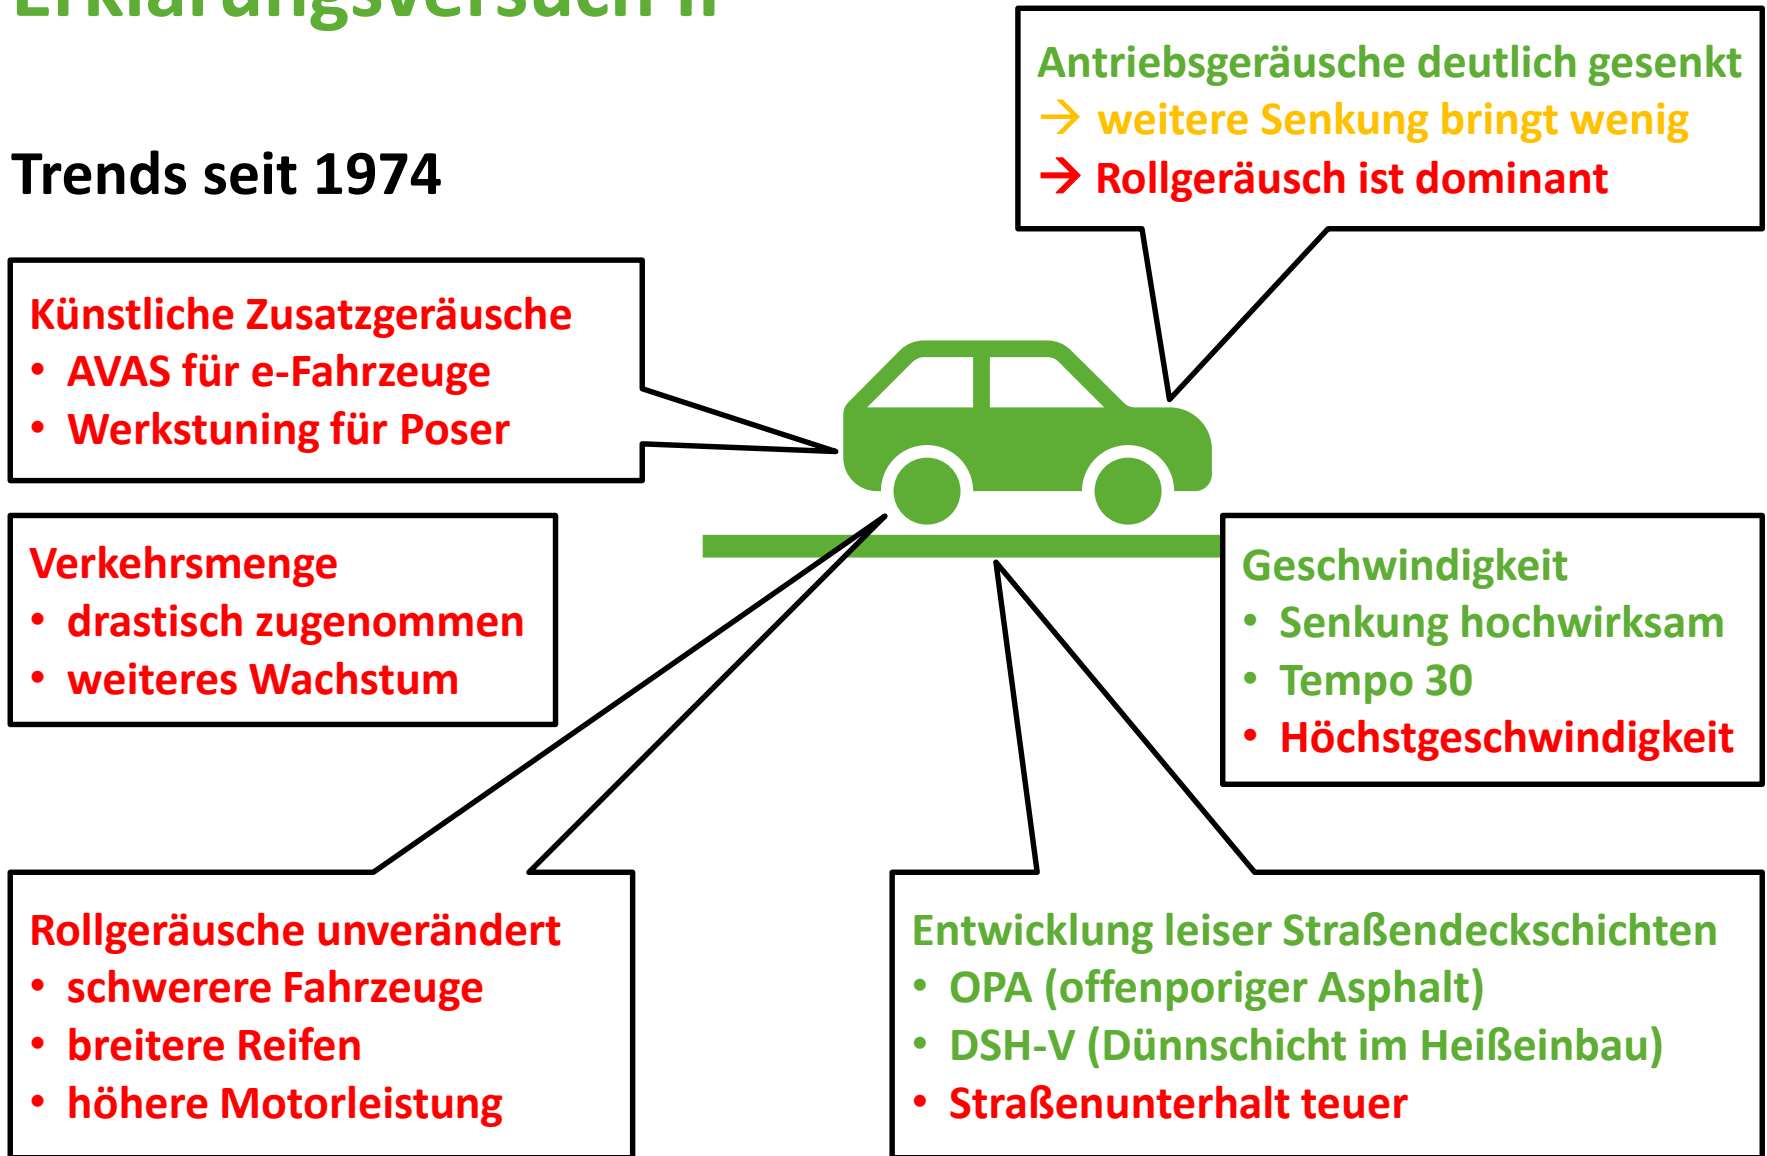 Erklärungsversuch II
Trends seit 1974
Antriebsgeräusche deutlich gesenkt
→ weitere Senkung bringt wenig
→ Rollgeräusch ist dominant
Künstliche Zusatzgeräusche
• AVAS für e-Fahrzeuge
• Werkstuning für Poser
Verkehrsmenge
• drastisch zugenommen
• weiteres Wachstum
Geschwindigkeit
• Senkung hochwirksam
• Tempo 30
• Höchstgeschwindigkeit
Rollgeräusche unverändert
• schwerere Fahrzeuge
• breitere Reifen
• höhere Motorleistung
Entwicklung leiser Straßendeckschichten
• OPA (offenporiger Asphalt)
• DSH-V (Dünnschicht im Heißeinbau)
• Straßenunterhalt teuer